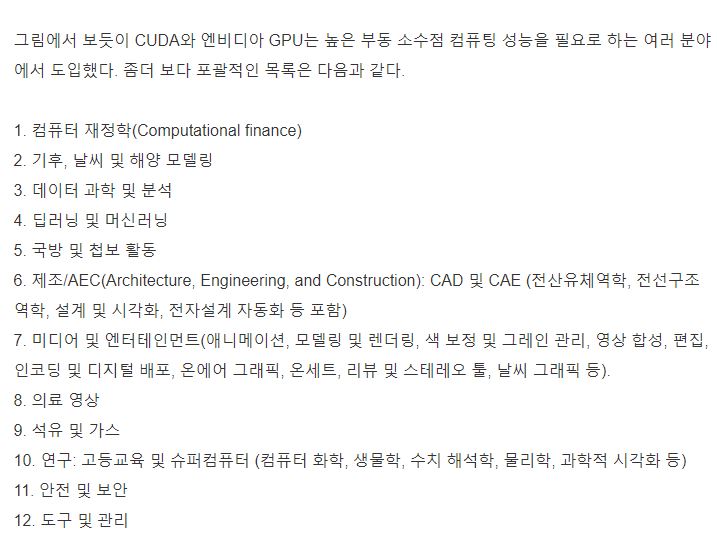 그림에서 보듯이 CUDA와 엔비디아 GPU는 높은 부동 소수점 컴퓨팅 성능을 필요로 하는 여러 분야
에서 도입했다. 좀더 보다 포괄적인 목록은 다음과 같다.
1. 컴퓨터 재정학(Computational finance)
2. 기후, 날씨 및 해양 모델링
3. 데이터 과학 및 분석
4. 딥러닝 및 머신러닝
5. 국방 및 첩보 활동
6. 제조/AEC(Architecture, Engineering, and Construction): CAD 및 CAE (전산유체역학, 전선구조
역학, 설계 및 시각화, 전자설계 자동화 등 포함)
7. 미디어 및 엔터테인먼트(애니메이션, 모델링 및 렌더링, 색 보정 및 그레인 관리, 영상 합성, 편집,
인코딩 및 디지털 배포, 온에어 그래픽, 온세트, 리뷰 및 스테레오 툴, 날씨 그래픽 등).
8. 의료 영상
9. 석유 및 가스
10. 연구: 고등교육 및 슈퍼컴퓨터 (컴퓨터 화학, 생물학, 수치 해석학, 물리학, 과학적 시각화 등)
11. 안전 및 보안
12. 도구 및 관리